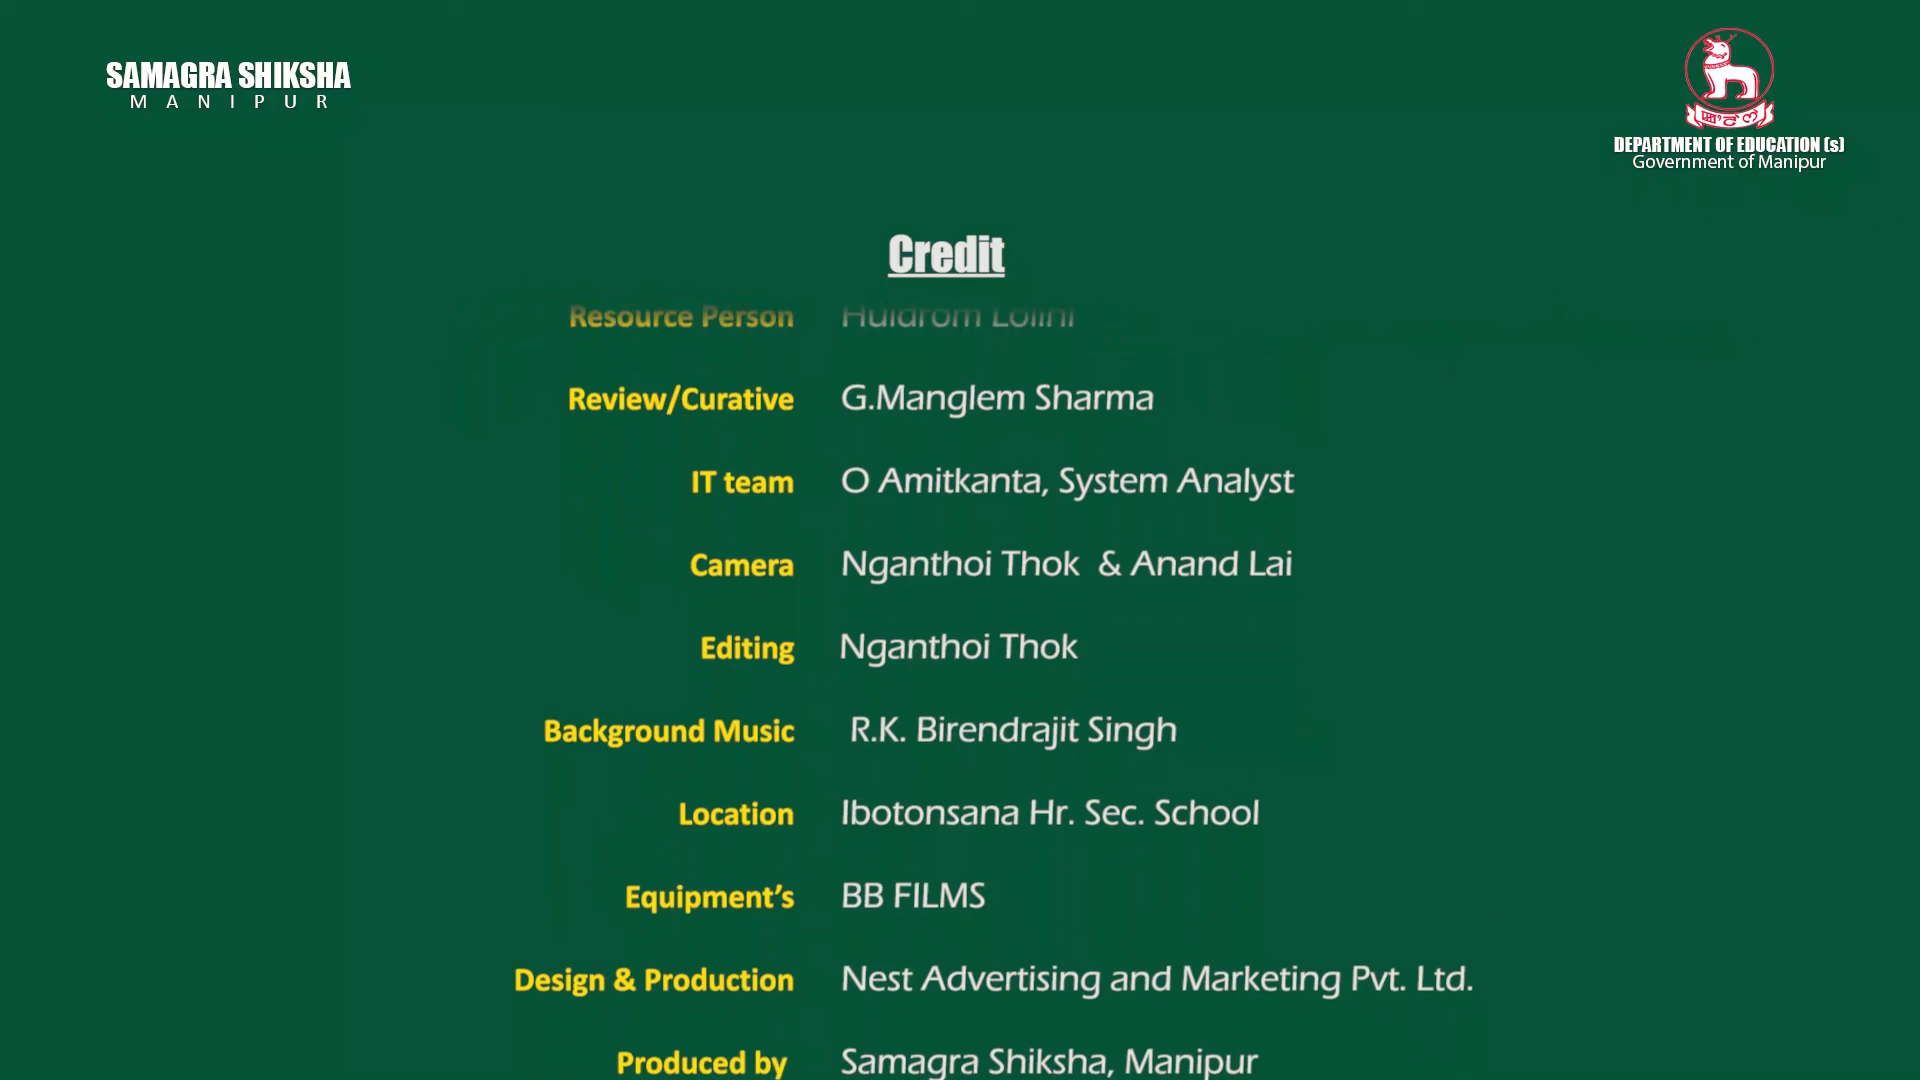 SAMAGRA SHIKSHA
MANIPUR
DEPARTMENT OF EDUCATION (s)
Government of Manipur
Credit
Resource Person Huidrom
Review/Curative G.Manglem Sharma
IT team O Amitkanta, System Analyst
Camera Nganthoi Thok & Anand Lai
Editing Nganthoi Thok
Background Music R.K. Birendrajit Singh
Location Ibotonsana Hr. Sec. School
Equipment’s BB FILMS
Design & Production Nest Advertising and Marketing Pvt. Ltd.
Produced by Samagra Shiksha, Manipur